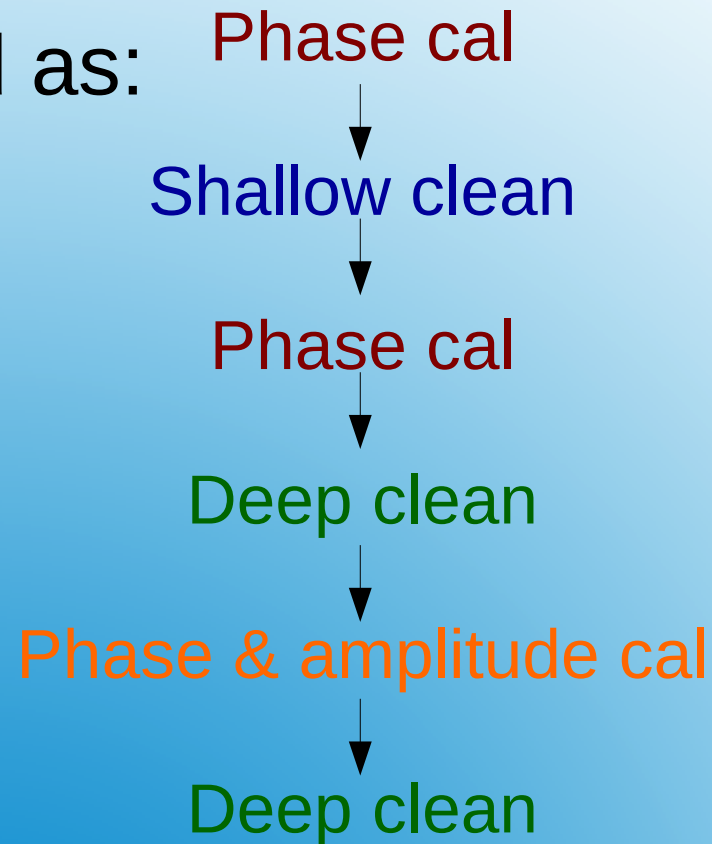 Phase cal
as:
Shallow clean
Phase cal
Deep clean
Phase & amplitude cal
Deep clean